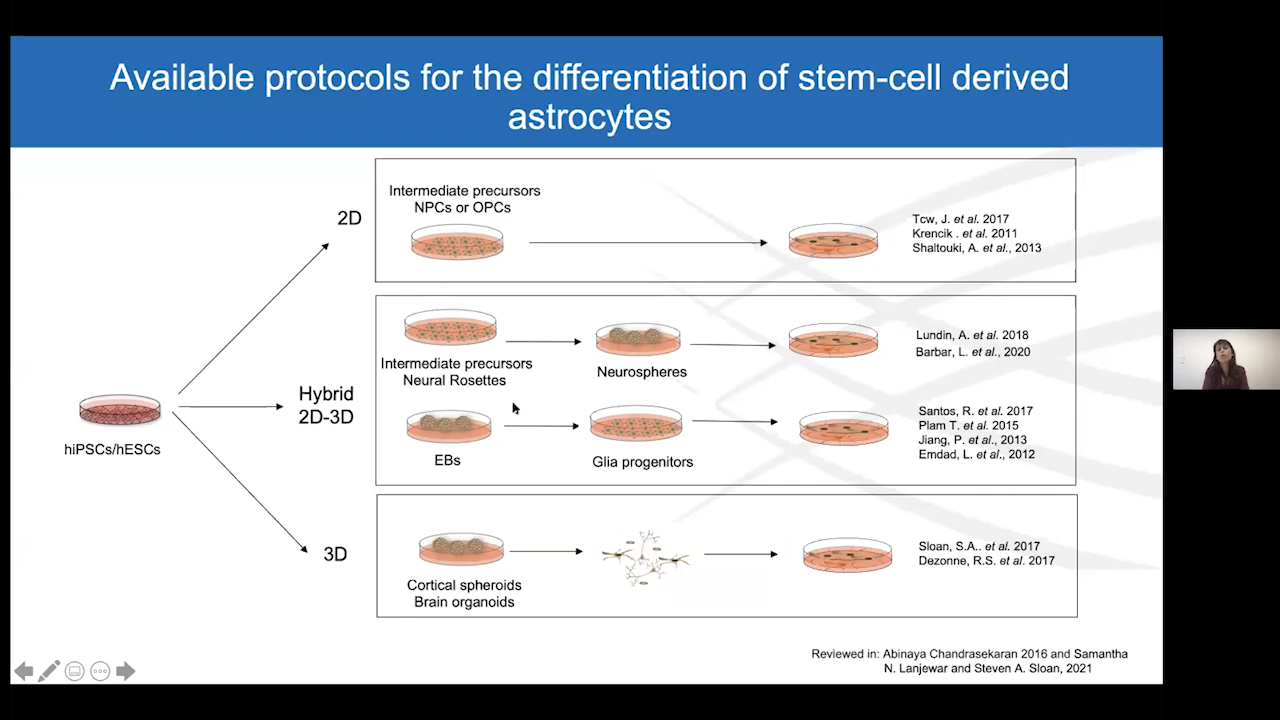 Available protocols for the differentiation of stem-cell derived
astrocytes
2D
Intermediate precursors
NPCs or OPCs
Tcw, J. et al. 2017
Krencik . et al. 2011
Shaltouki, A. et al., 2013
hiPSCs/hESCs
Hybrid
2D-3D
Intermediate precursors
Neural Rosettes
Neurospheres
Lundin, A. et al. 2018
Barbar, L. et al., 2020
EBs
Glia progenitors
Santos, R. et al. 2017
Plam T. et al. 2015
Jiang, P. et al., 2013
Emdad, L. et al., 2012
3D
Cortical spheroids
Brain organoids
Sloan, S.A.. et al. 2017
Dezonne, R.S. et al. 2017
Reviewed in: Abinaya Chandrasekaran 2016 and Samantha
N. Lanjewar and Steven A. Sloan, 2021